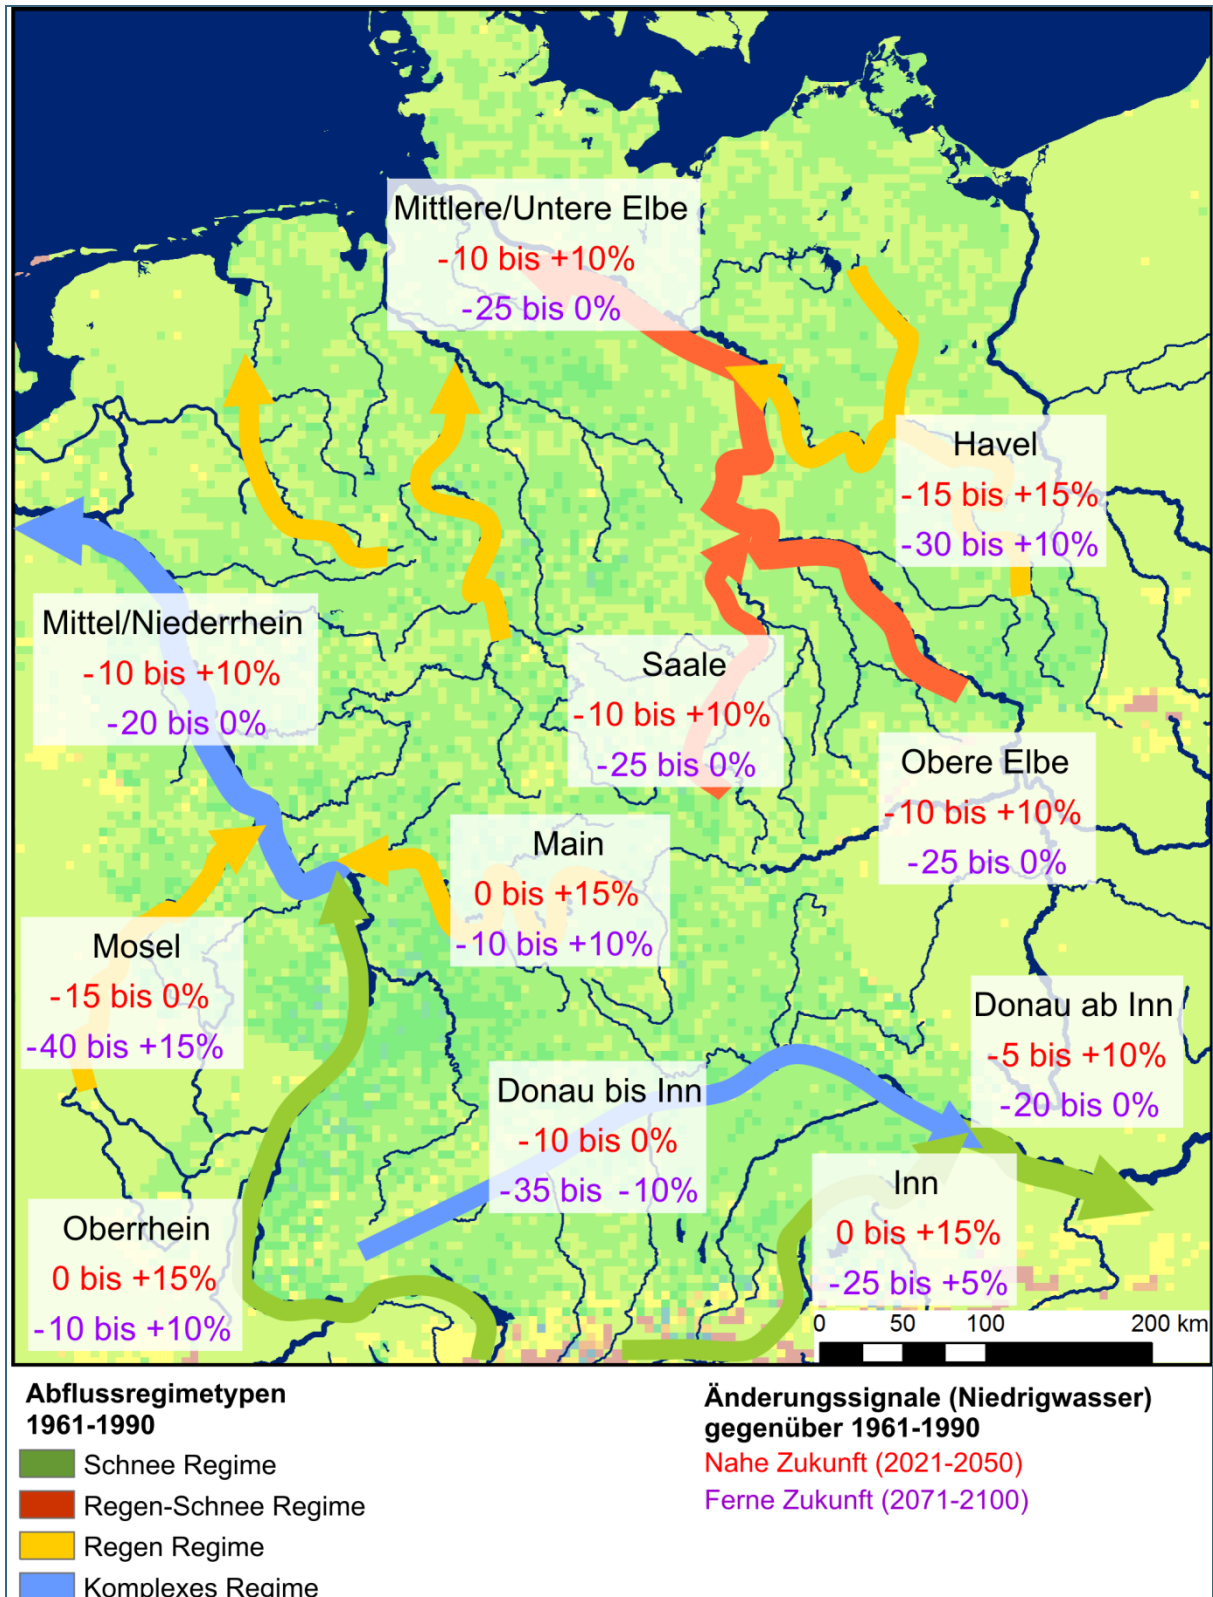 Mittlere/Untere Elbe
-10 bis +10%
-25 bis 0%
Havel
-15 bis +15%
-30 bis +10%
Mittel/Niederrhein
-10 bis +10%
-20 bis 0%
Saale
-10 bis +10%
-25 bis 0%
Obere Elbe
-10 bis +10%
-25 bis 0%
Main
0 bis +15%
-10 bis +10%
Mosel
-15 bis 0%
-40 bis +15%
Donau ab Inn
-5 bis +10%
-20 bis 0%
Donau bis Inn
-10 bis 0%
-35 bis -10%
Inn
0 bis +15%
-25 bis +5%
Oberrhein
0 bis +15%
-10 bis +10%
0 50 100 200 km
Abflussregimetypen
1961-1990
Schnee Regime
Regen-Schnee Regime
Regen Regime
Komplexes Regime
Änderungssignale (Niedrigwasser)
gegenüber 1961-1990
Nahe Zukunft (2021-2050)
Ferne Zukunft (2071-2100)